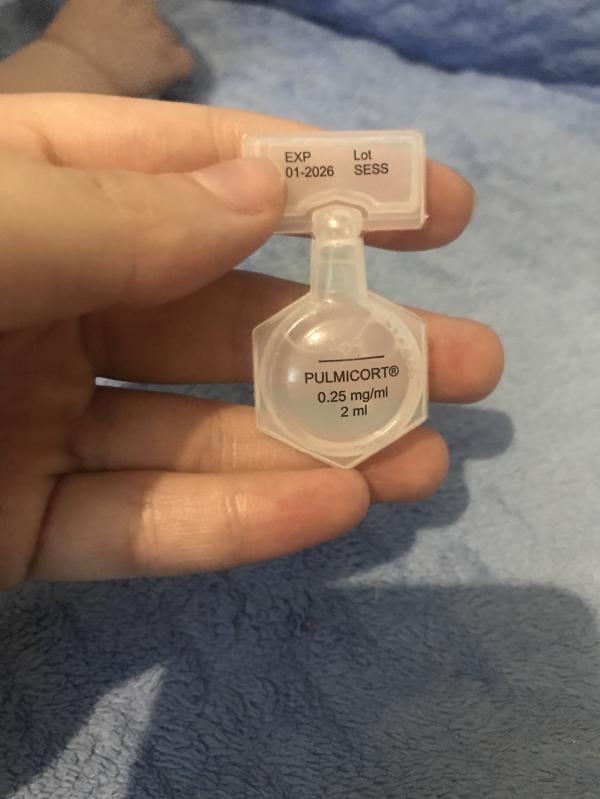 EXP Lot
01-2026 SESS
PULMICORT®
0.25 mg/ml
2 ml